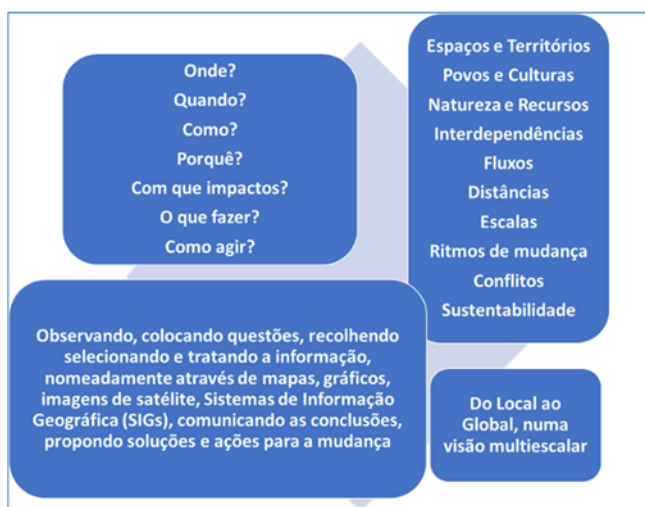 Onde?
Quando?
Como?
Porquê?
Com que impactos?
O que fazer?
Como agir?
Espaços e Territórios
Povos e Culturas
Natureza e Recursos
Interdependências
Fluxos
Distâncias
Escalas
Ritmos de mudança
Conflitos
Sustentabilidade
Observando, colocando questões, recolhendo
selecionando e tratando a informação,
nomeadamente através de mapas, gráficos,
imagens de satélite, Sistemas de Informação
Geográfica (SIGs), comunicando as conclusões,
propondo soluções e ações para a mudança
Do Local ao
Global, numa
visão multiescalar